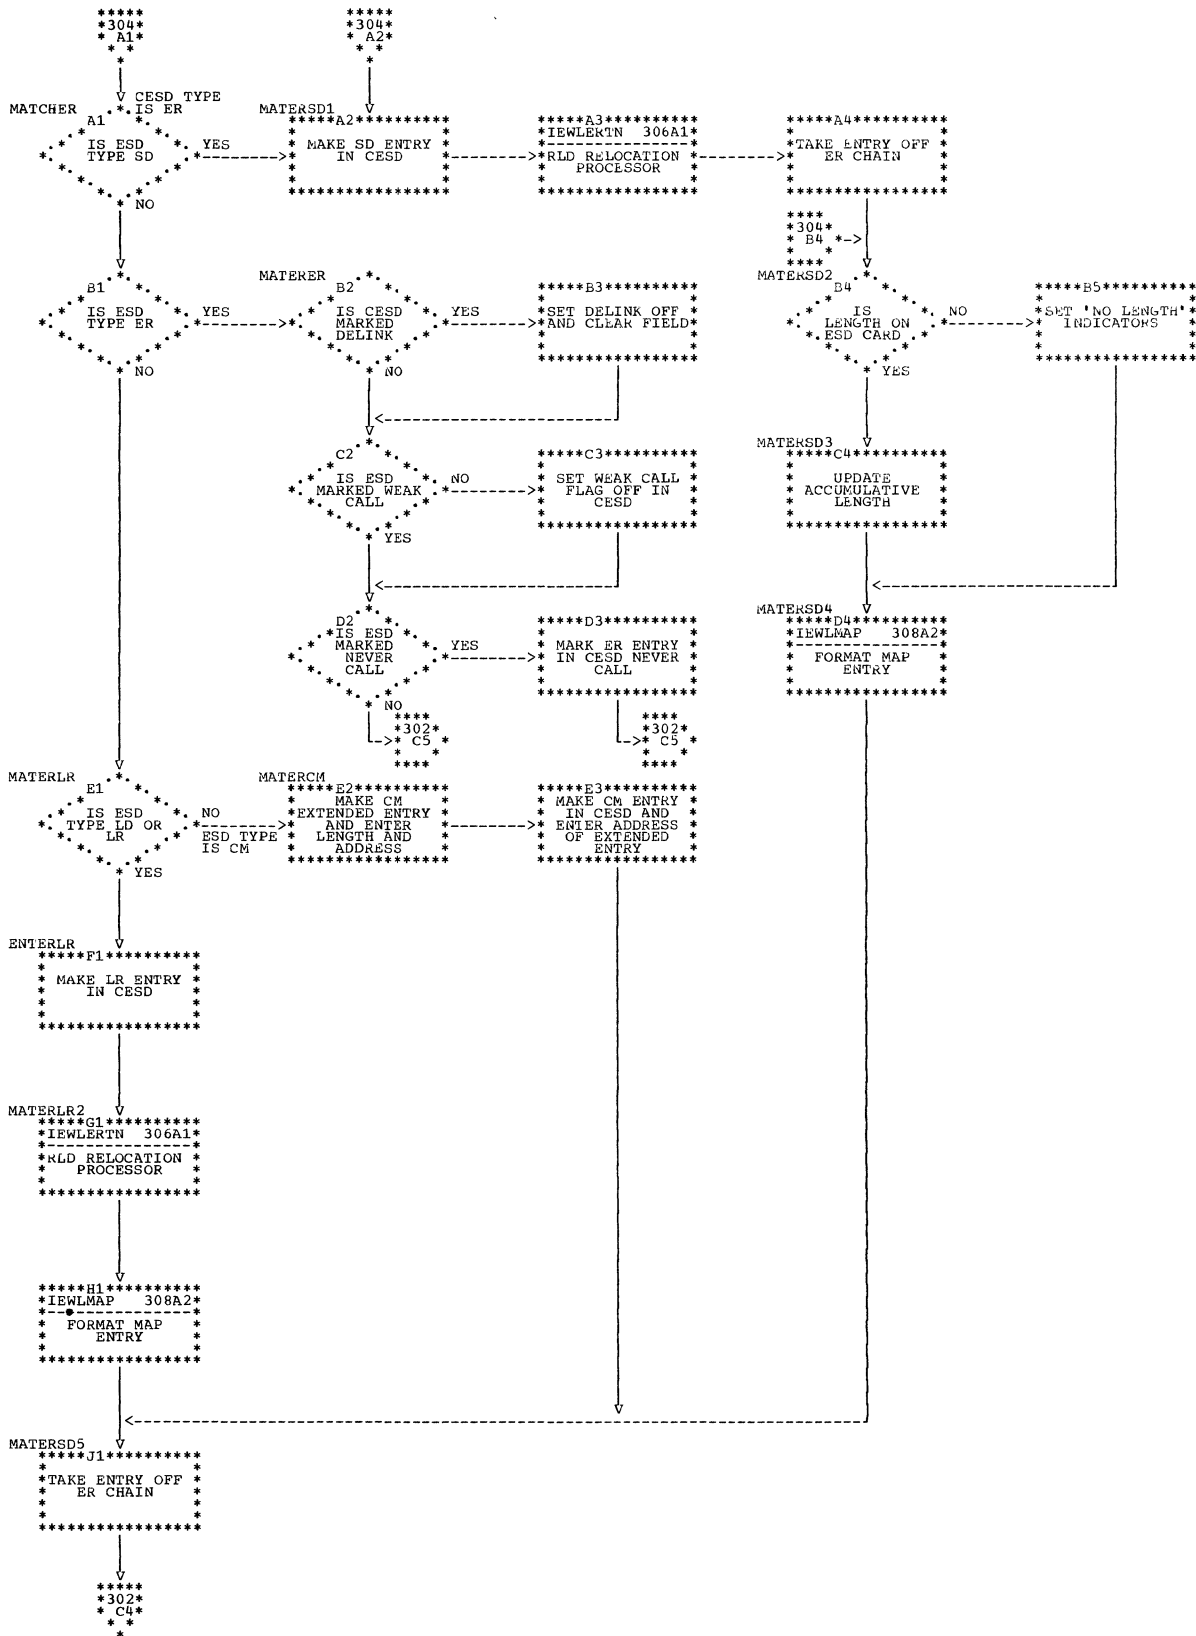 304
A1
304
A2
CESD TYPE
IS ER
MATCHER
A1
IS ESD
TYPE SD
YES
NO
MATERSD1
A2
MAKE SD ENTRY
IN CESD
A3
IEWLERTN 306A1
RLD RELOCATION
PROCESSOR
A4
TAKE ENTRY OFF
ER CHAIN
304
B4
B1
IS ESD
TYPE ER
YES
NO
MATERER
B2
IS CESD
MARKED
DELINK
YES
NO
B3
SET DELINK OFF
AND CLEAR FIELD
MATERSD2
B4
IS
LENGTH ON
ESD CARD
NO
YES
B5
SET 'NO LENGTH'
INDICATORS
C2
IS ESD
MARKED WEAK
CALL
NO
YES
C3
SET WEAK CALL
FLAG OFF IN
CESD
MATERSD3
C4
UPDATE
ACCUMULATIVE
LENGTH
D2
IS ESD
MARKED
NEVER
CALL
YES
NO
D3
MARK ER ENTRY
IN CESD NEVER
CALL
MATERSD4
D4
IEWLMAP 308A2
FORMAT MAP
ENTRY
302
C5
302
C5
MATERLR
E1
IS ESD
TYPE LD OR
LR
NO
ESD TYPE
IS CM
YES
MATERCM
E2
MAKE CM
EXTENDED ENTRY
AND ENTER
LENGTH AND
ADDRESS
E3
MAKE CM ENTRY
IN CESD AND
ENTER ADDRESS
OF EXTENDED
ENTRY
ENTERLR
F1
MAKE LR ENTRY
IN CESD
MATERLR2
G1
IEWLERTN 306A1
RLD RELOCATION
PROCESSOR
H1
IEWLMAP 308A2
FORMAT MAP
ENTRY
MATERSD5
J1
TAKE ENTRY OFF
ER CHAIN
302
C4